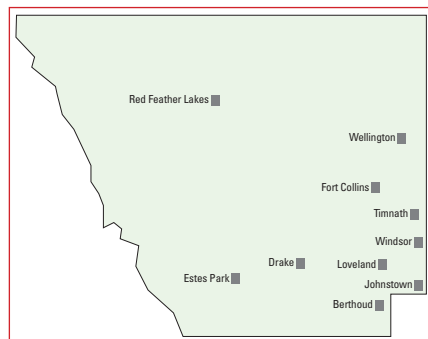 Red Feather Lakes
Wellington
Fort Collins
Timnath
Windsor
Drake
Loveland
Estes Park
Johnstown
Berthoud